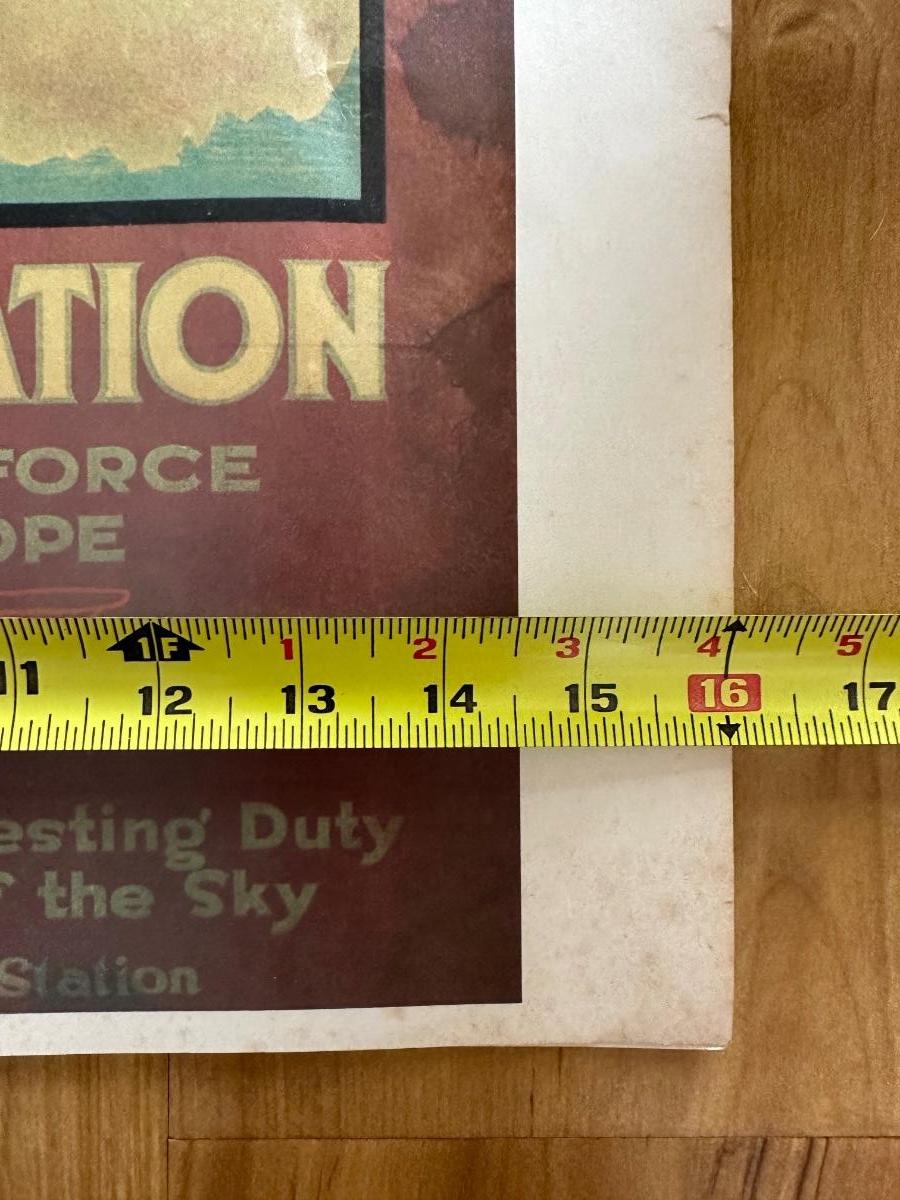 ATION
FORCE
OPE
1F 1 2 3 4 5
11 12 13 14 15 16 17
esting Duty
f the Sky
Station